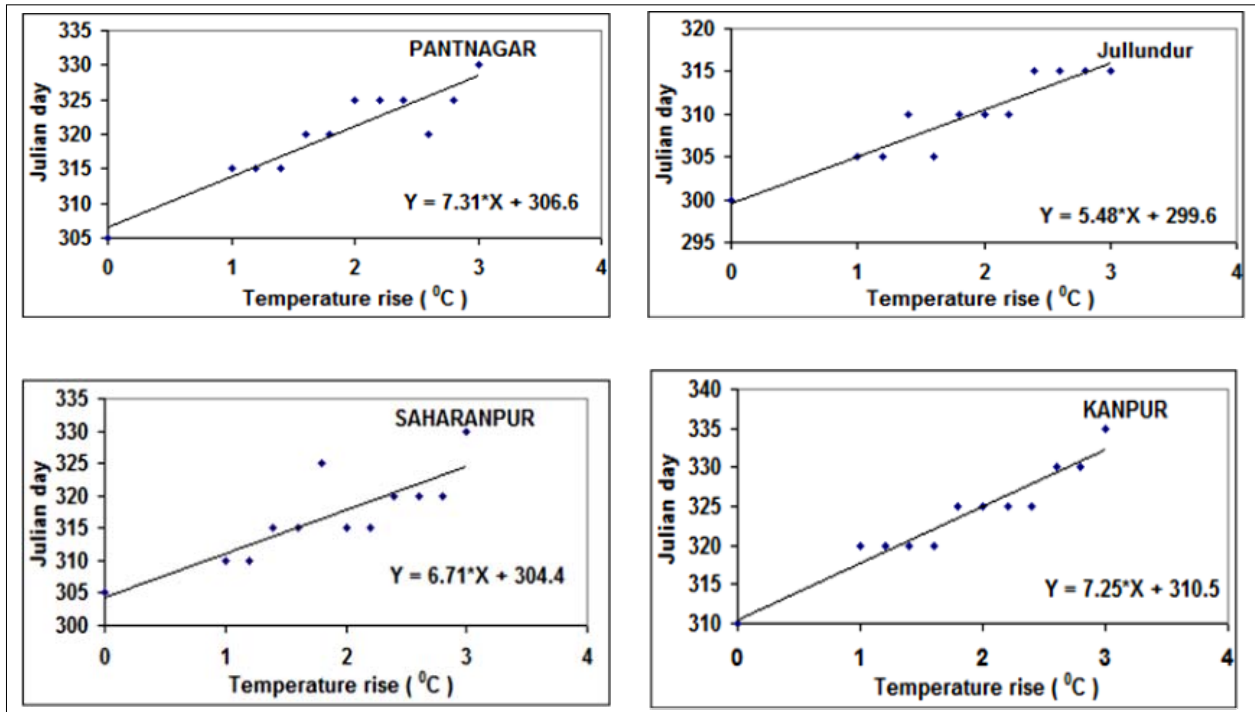 PANTNAGAR
335
330
325
320
315
310
305
0 1 2 3 4
Julian day
Temperature rise ( ⁰C )
Y = 7.31*X + 306.6
Jullundur
320
315
310
305
300
295
0 1 2 3 4
Julian day
Temperature rise ( ⁰C )
Y = 5.48*X + 299.6
SAHARANPUR
335
330
325
320
315
310
305
300
0 1 2 3 4
Julian day
Temperature rise ( ⁰C )
Y = 6.71*X + 304.4
KANPUR
340
335
330
325
320
315
310
0 1 2 3 4
Julian day
Temperature rise ( ⁰C )
Y = 7.25*X + 310.5